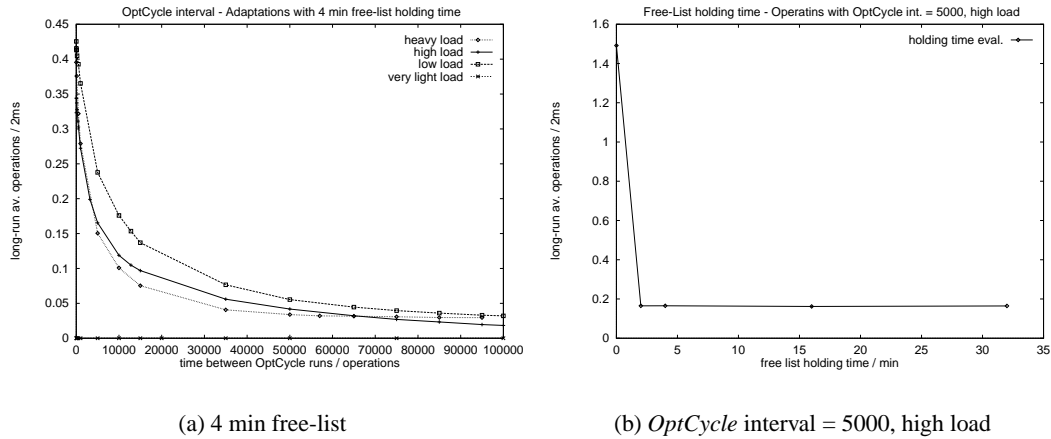 OptCycle interval - Adaptations with 4 min free-list holding time
heavy load
high load
low load
very light load
long-run av. operations / 2ms
0.45
0.4
0.35
0.3
0.25
0.2
0.15
0.1
0.05
0
0 10000 20000 30000 40000 50000 60000 70000 80000 90000 100000
time between OptCycle runs / operations
(a) 4 min free-list
Free-List holding time - Operatins with OptCycle int. = 5000, high load
holding time eval.
long-run av. operations / 2ms
1.6
1.4
1.2
1
0.8
0.6
0.4
0.2
0
0 5 10 15 20 25 30 35
free list holding time / min
(b) OptCycle interval = 5000, high load